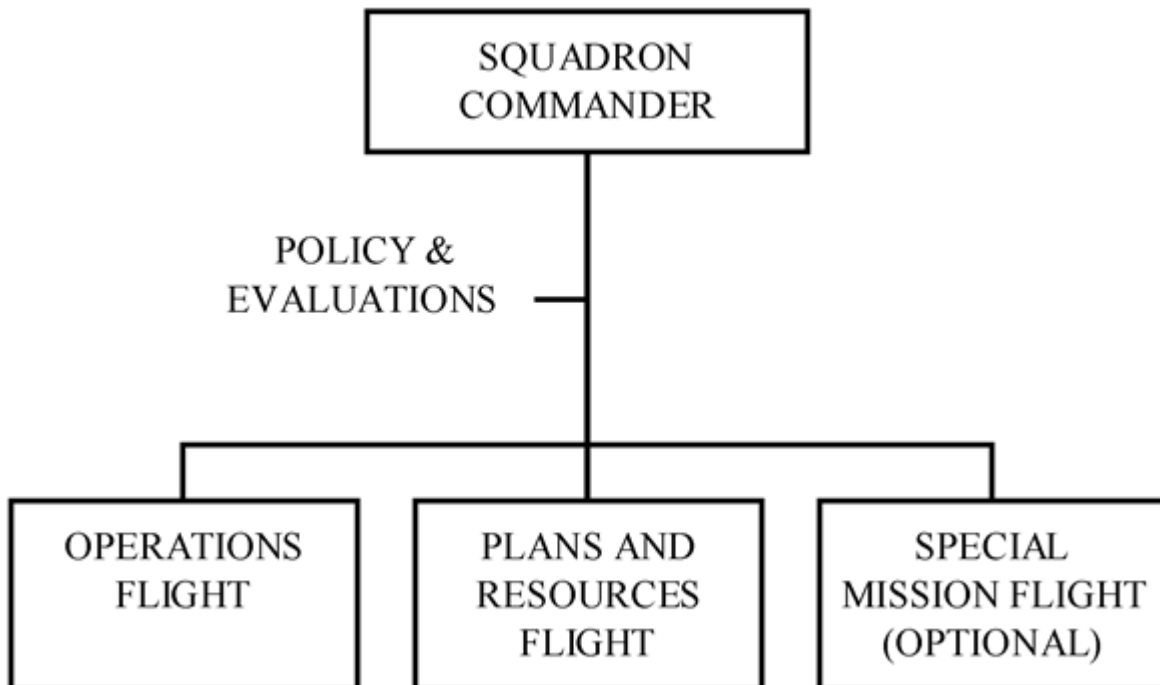 SQUADRON
COMMANDER
POLICY &
EVALUATIONS
OPERATIONS
FLIGHT
PLANS AND
RESOURCES
FLIGHT
SPECIAL
MISSION FLIGHT
(OPTIONAL)